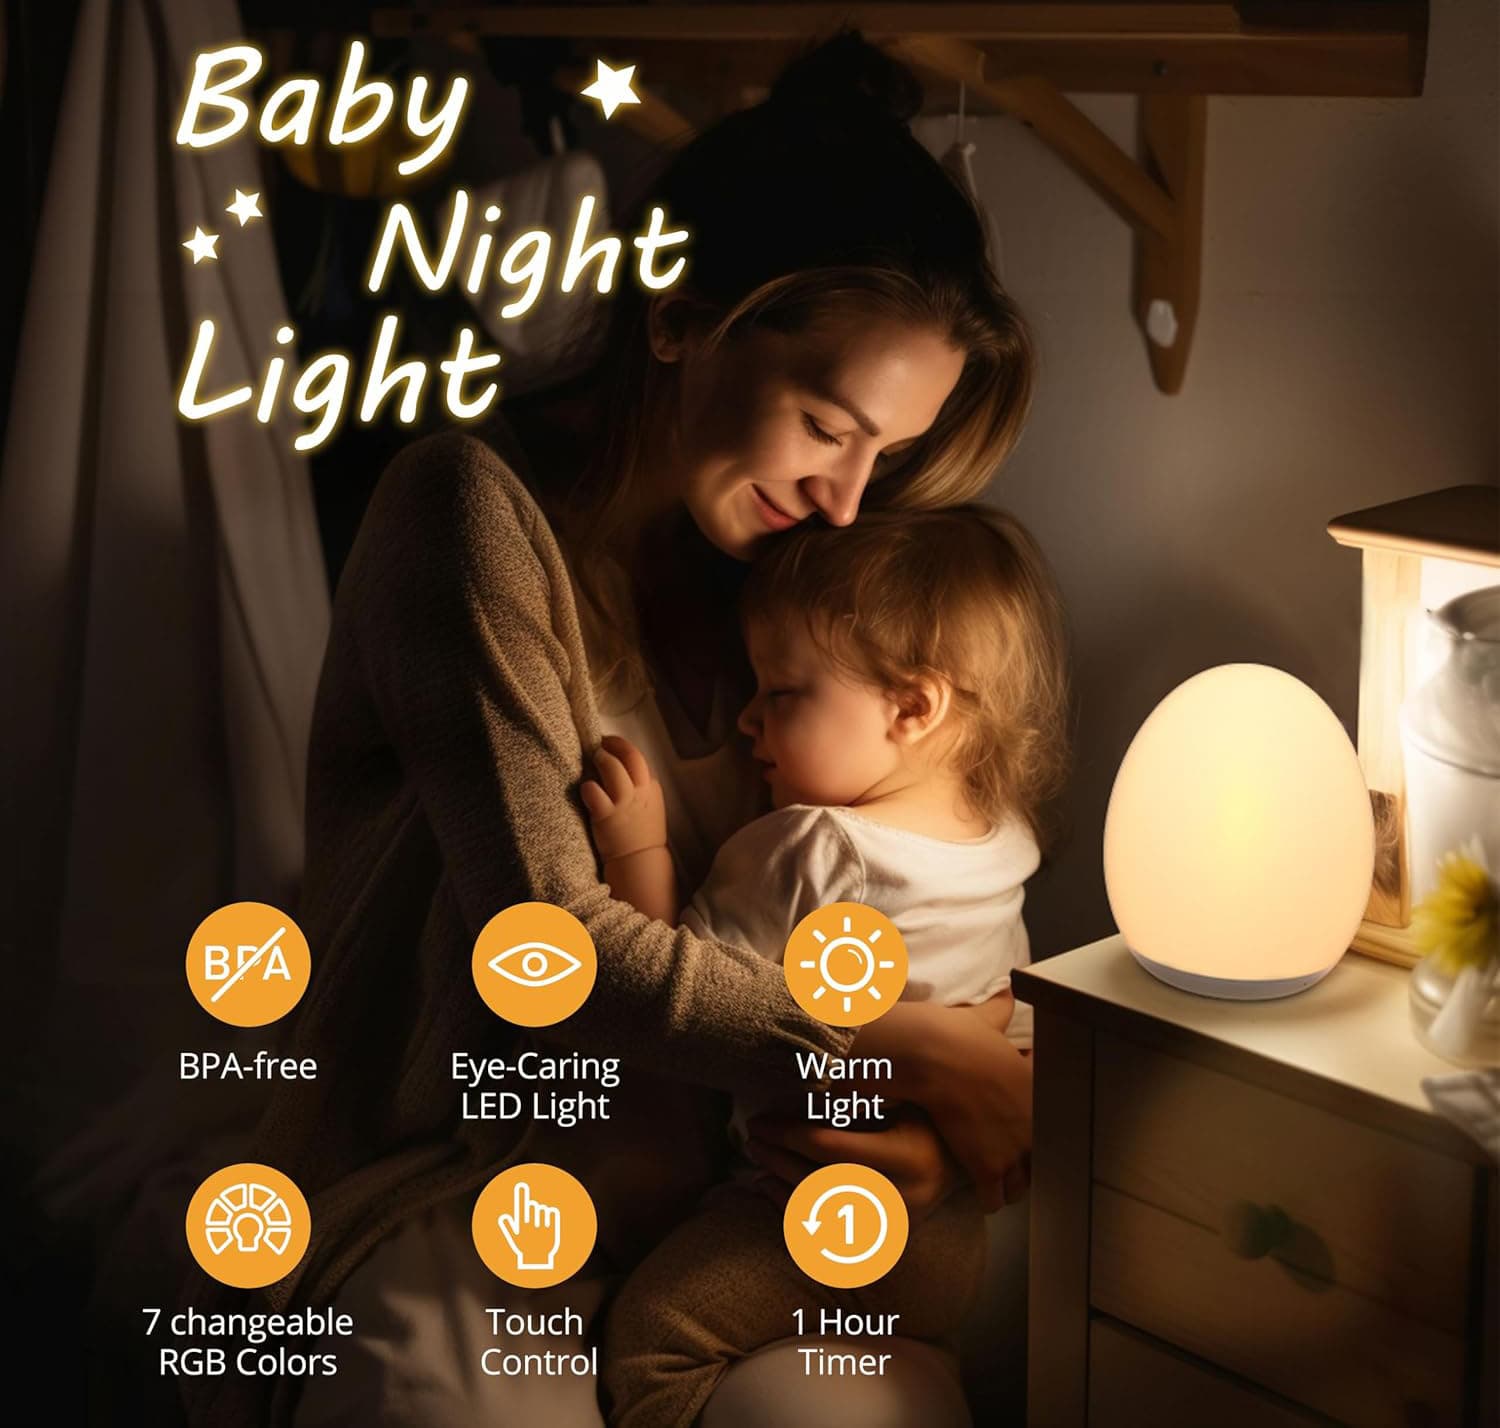 Baby
Night
Light
BPA
BPA-free
Eye-Caring
LED Light
Warm
Light
7 changeable
RGB Colors
Touch
Control
1
1 Hour
Timer